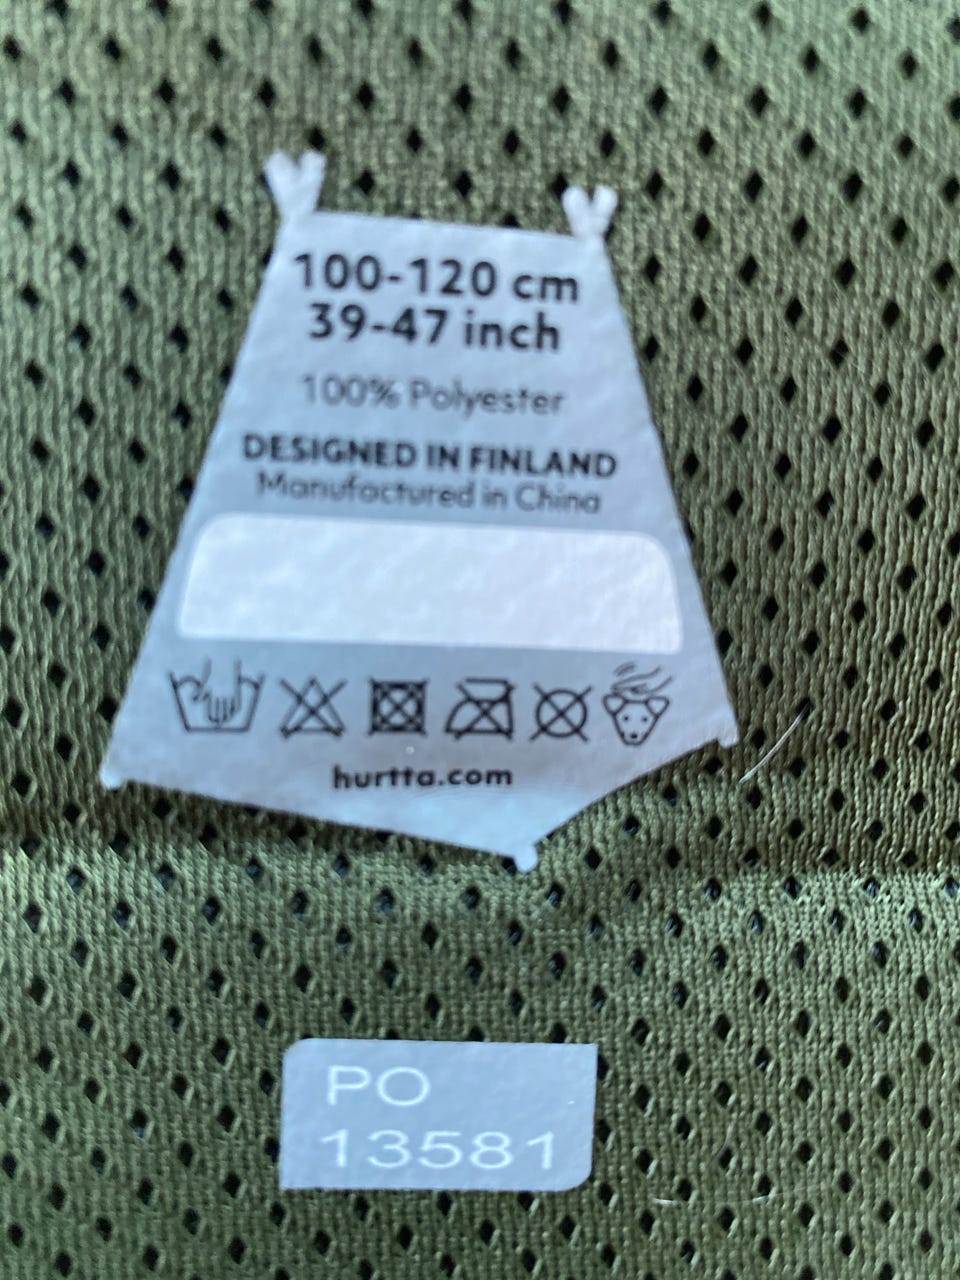 100-120 cm
39-47 inch
100% Polyester
DESIGNED IN FINLAND
Manufactured in China
hurtta.com
PO
13581